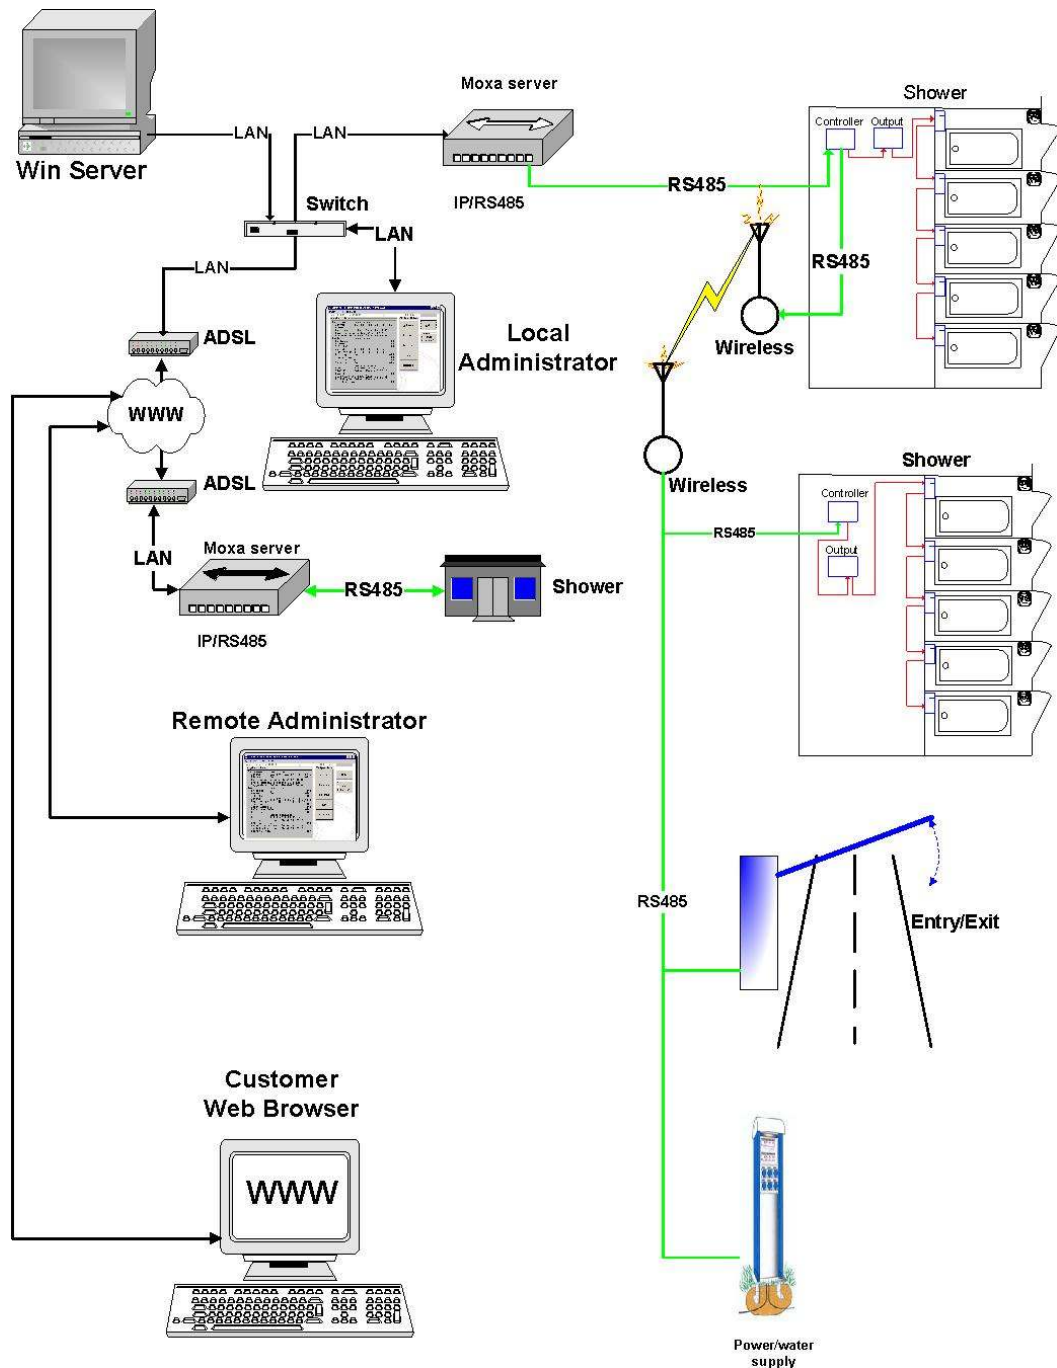 Moxa server
Shower
Controller
Output
LAN
LAN
Win Server
RS485
IP/RS485
Switch
LAN
RS485
LAN
ADSL
Local
Administrator
Wireless
WWW
Wireless
ADSL
Shower
Controller
RS485
Output
Moxa server
LAN
RS485
Shower
IP/RS485
Remote Administrator
RS485
Entry/Exit
Customer
Web Browser
WWW
Power/water
supply